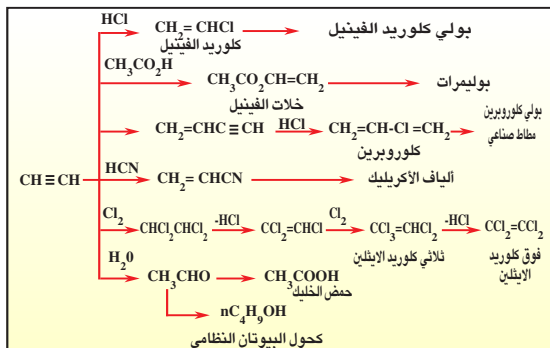 HCl CH₂=CHCl بولي كلوريد الفينيل
كلوريد الفينيل
CH₃CO₂H CH₃CO₂CH=CH₂ بوليمرات
خلات الفينيل
CH₂=CHC≡CH HCl CH₂=CH-Cl=CH₂ بولي كلوروبرين
مطاط صناعي
كلوروبرين
CH≡CH HCN CH₂=CHCN ألياف الأكريليك
Cl₂ CHCl₂CHCl₂ -HCl CCl₂=CHCl Cl₂ CCl₃=CHCl₂ -HCl CCl₂=CCl₂
ثلاثي كلوريد الايثلين فوق كلوريد
الايثلين
H₂0 CH₃CHO CH₃COOH
حمض الخليك
nC₄H₉OH
كحول البيوتان النظامي